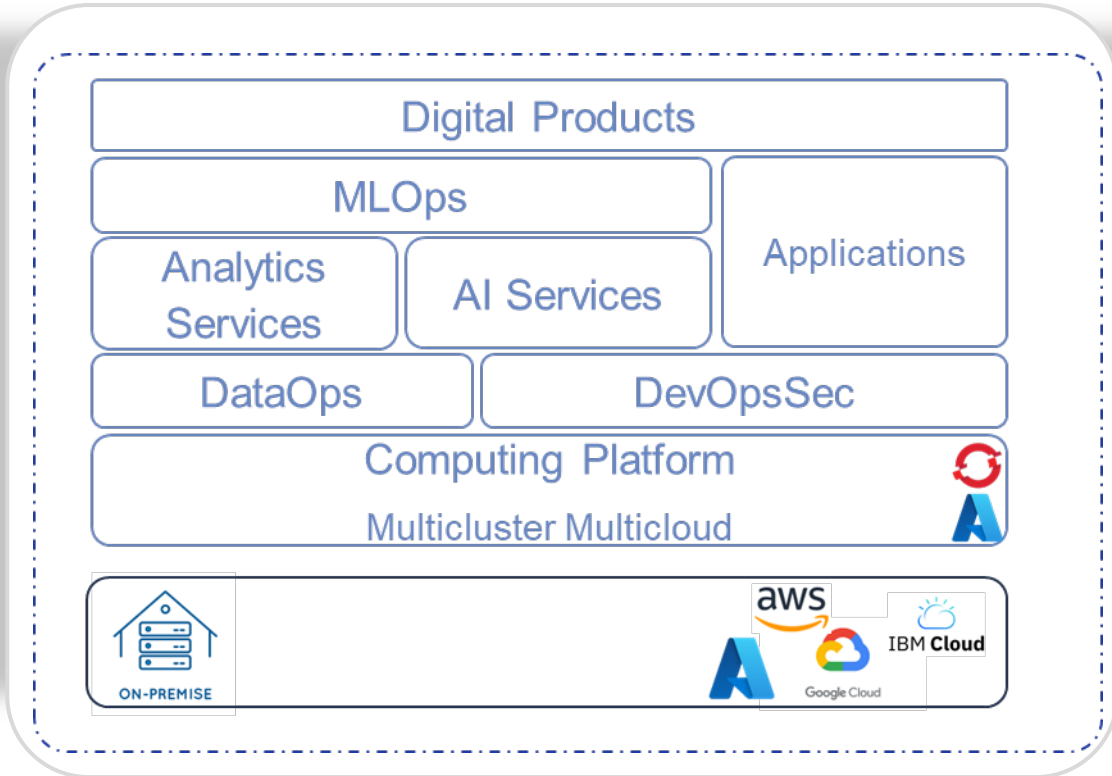 Digital Products
MLOps
Applications
Analytics
Services
AI Services
DataOps
DevOpsSec
Computing Platform
Multicluster Multicloud
ON-PREMISE
aws
IBM Cloud
Google Cloud